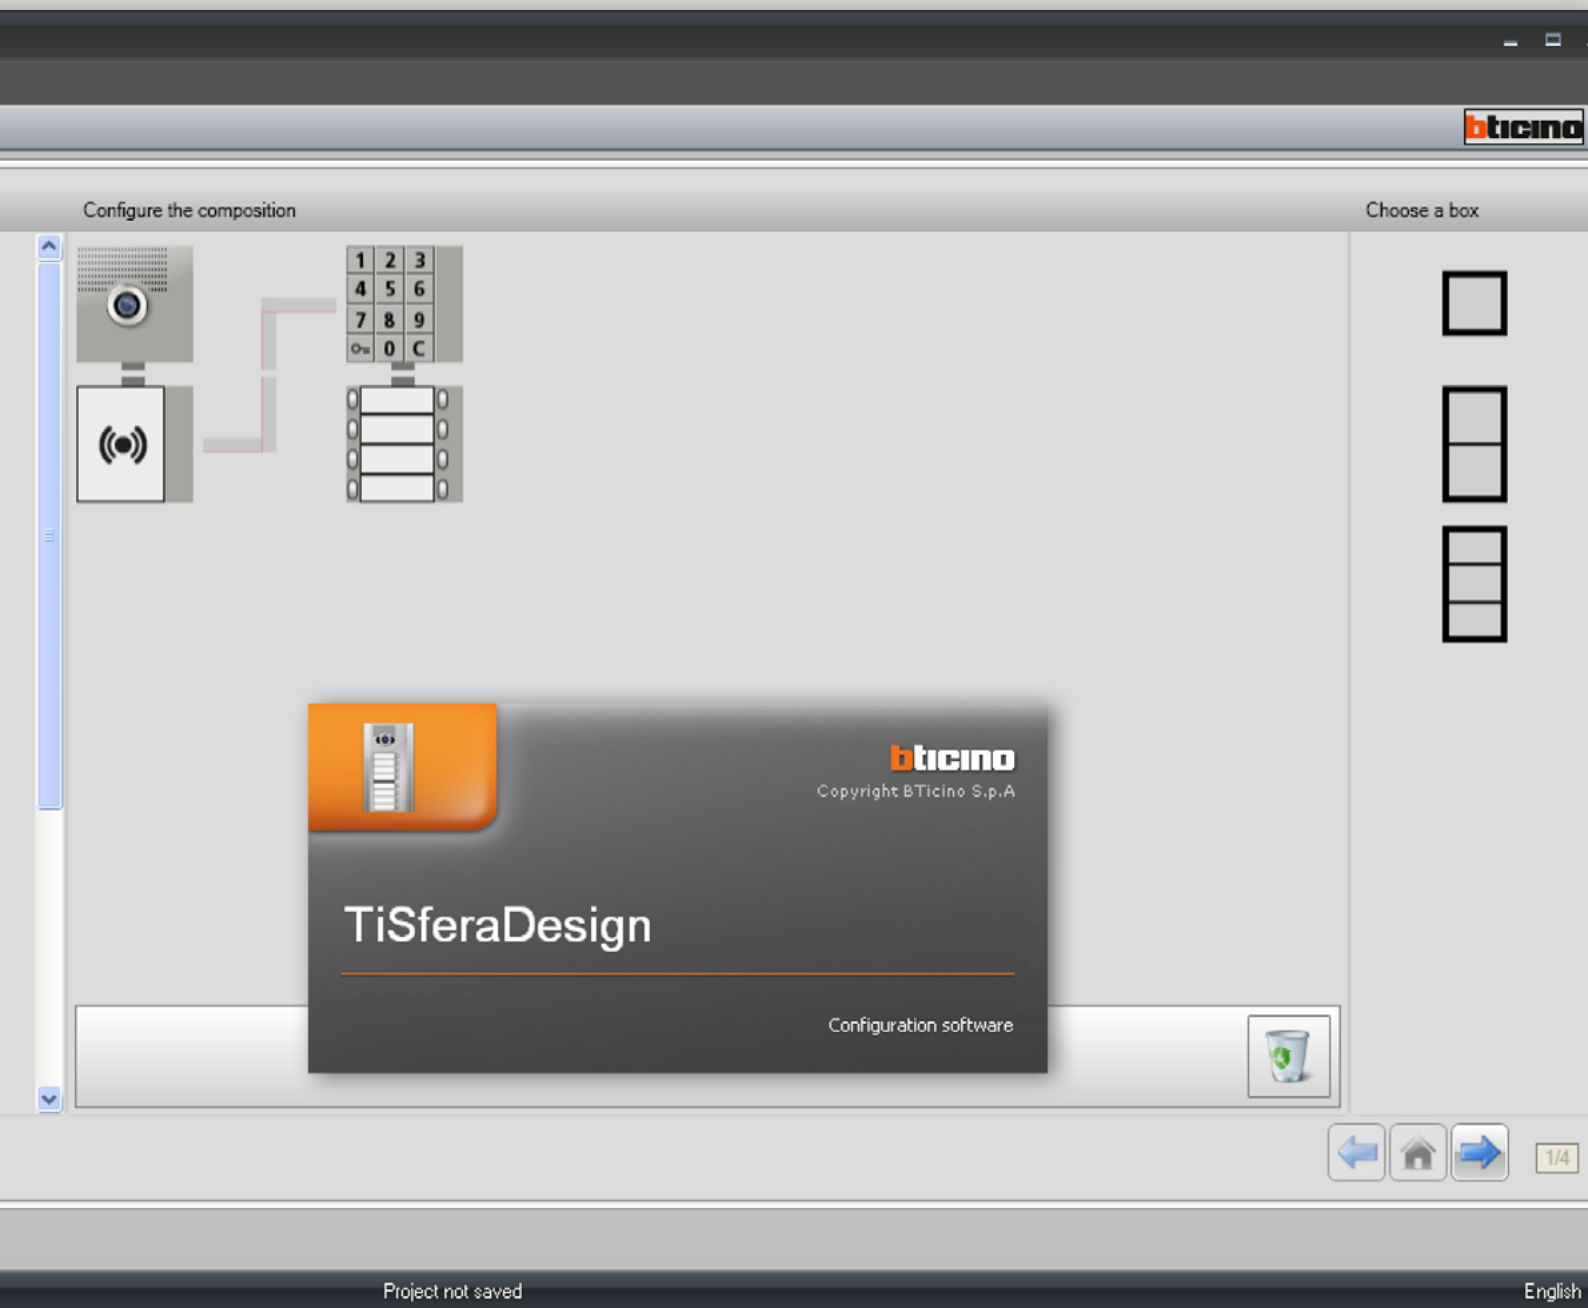 bticino
Configure the composition
Choose a box
1 2 3
4 5 6
7 8 9
0 C
bticino
Copyright BTicino S.p.A
TiSferaDesign
Configuration software
1/4
Project not saved
English